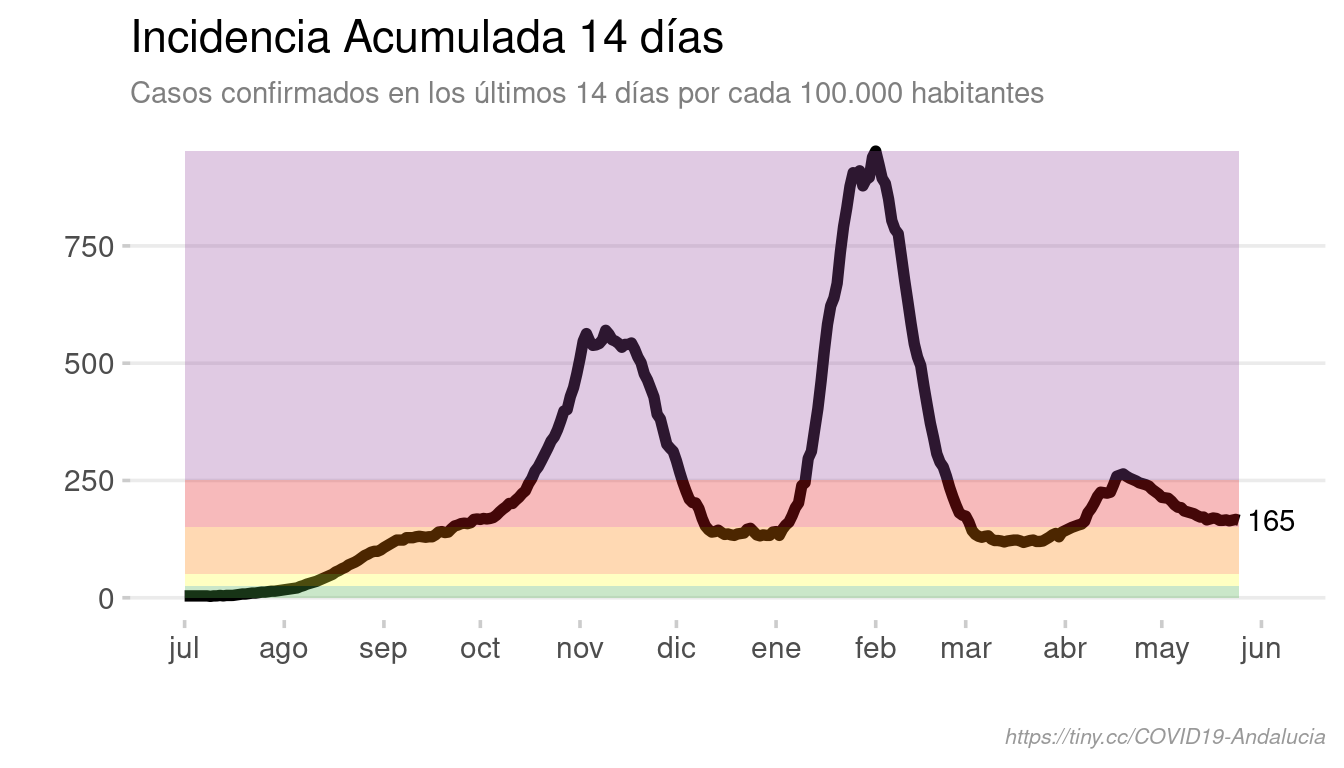 Incidencia Acumulada 14 días
Casos confirmados en los últimos 14 días por cada 100.000 habitantes
750
500
250
0
165
jul ago sep oct nov dic ene feb mar abr may jun
https://tiny.cc/COVID19-Andalucia